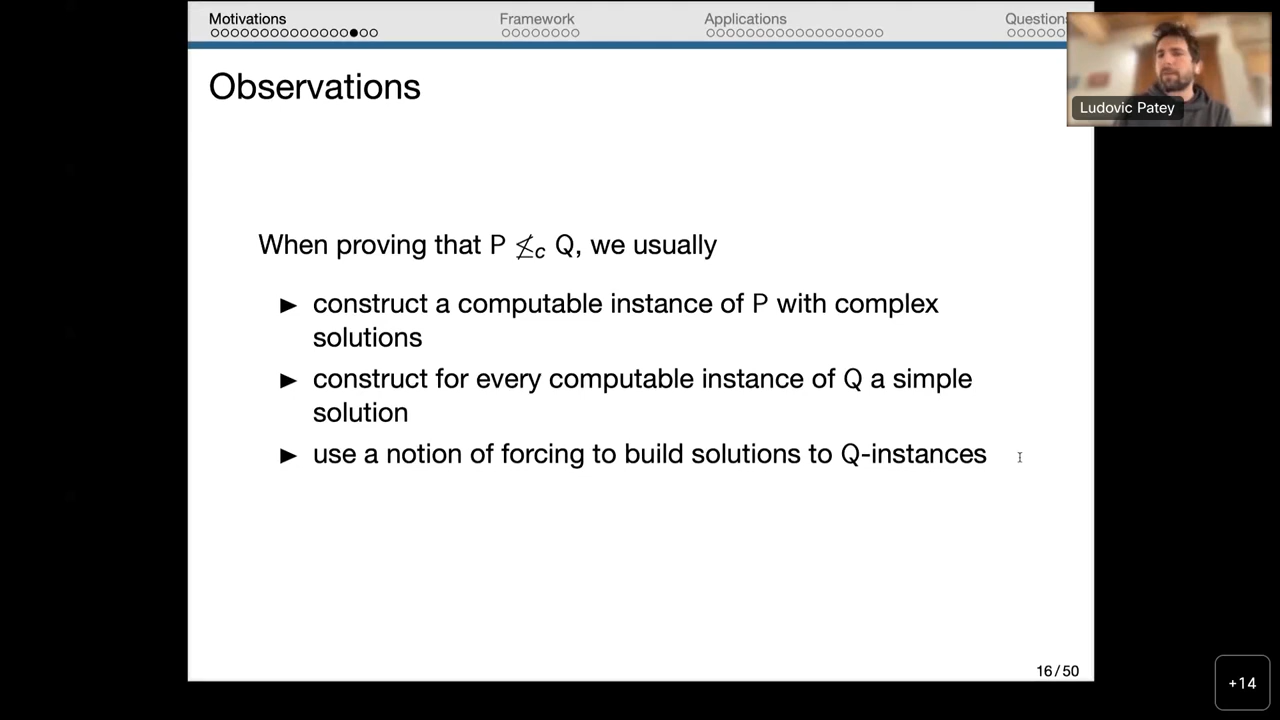 Motivations Framework Applications Question
Ludovic Patey
Observations
When proving that P ≰c Q, we usually
► construct a computable instance of P with complex
solutions
► construct for every computable instance of Q a simple
solution
► use a notion of forcing to build solutions to Q-instances
16 / 50
+14